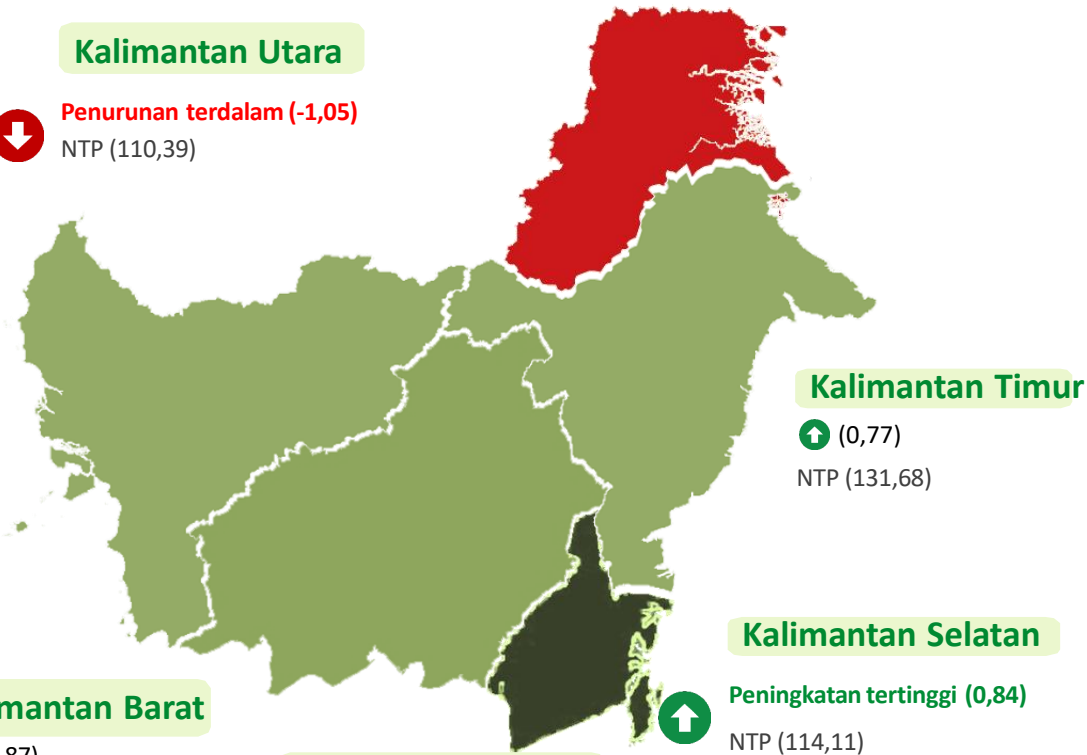 Kalimantan Utara
Penurunan terdalam (-1,05)
NTP (110,39)
Kalimantan Timur
(0,77)
NTP (131,68)
Kalimantan Selatan
Peningkatan tertinggi (0,84)
NTP (114,11)
mantan Barat